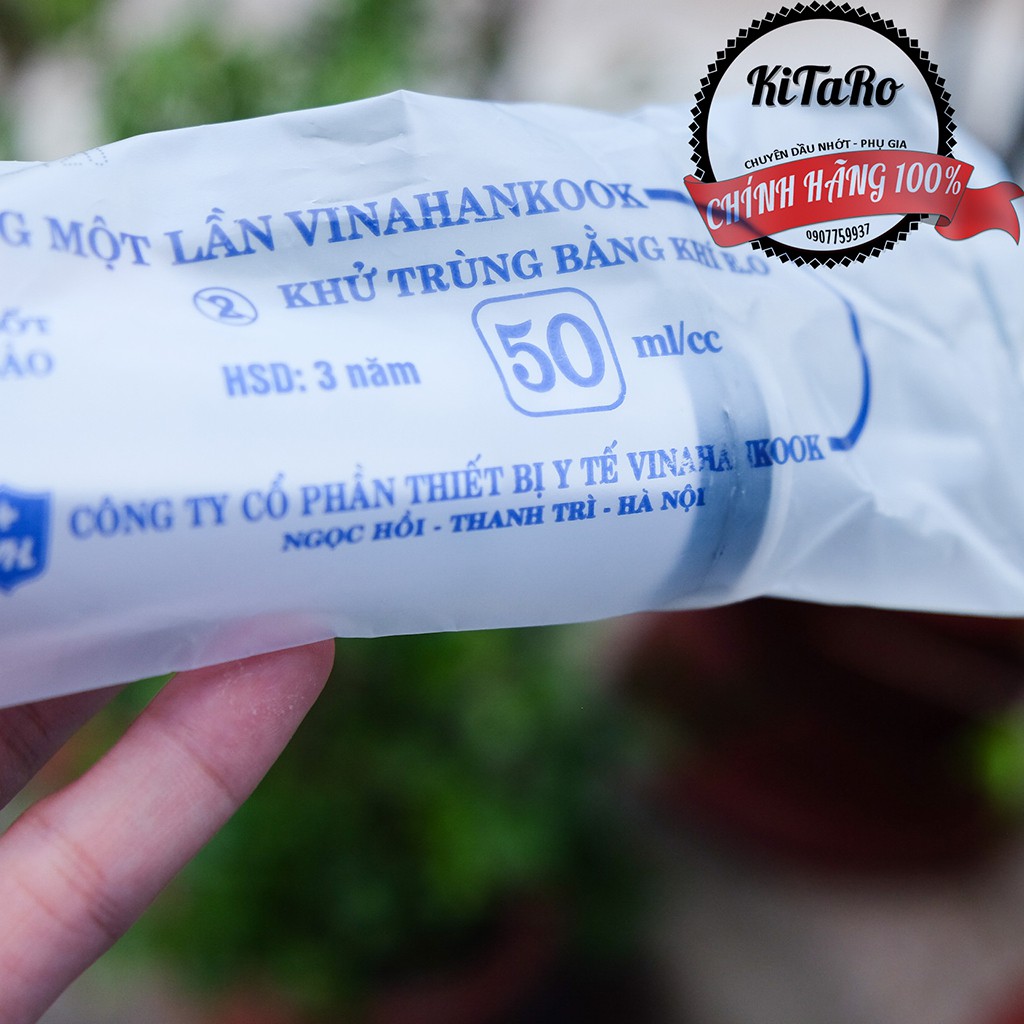 KiTaRo
CHUYÊN DẦU NHỚT - PHỤ GIA
CHÍNH HÃNG 100%
0907759937
G MỘT LẦN VINAHANKOOK
② KHỬ TRÙNG BẰNG KHÍ E.O
50 ml/cc
HSD: 3 năm
CÔNG TY CỔ PHẦN THIẾT BỊ Y TẾ VINAHANKOOK
NGỌC HỒI - THANH TRÌ - HÀ NỘI